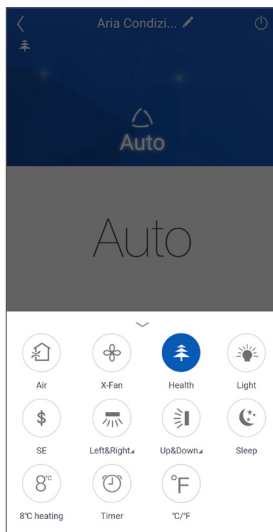 Aria Condizi...
Auto
Auto
Air X-Fan Health Light
$
SE Left&Right Up&Down Sleep
8°C °F
8°C heating Timer °C/°F